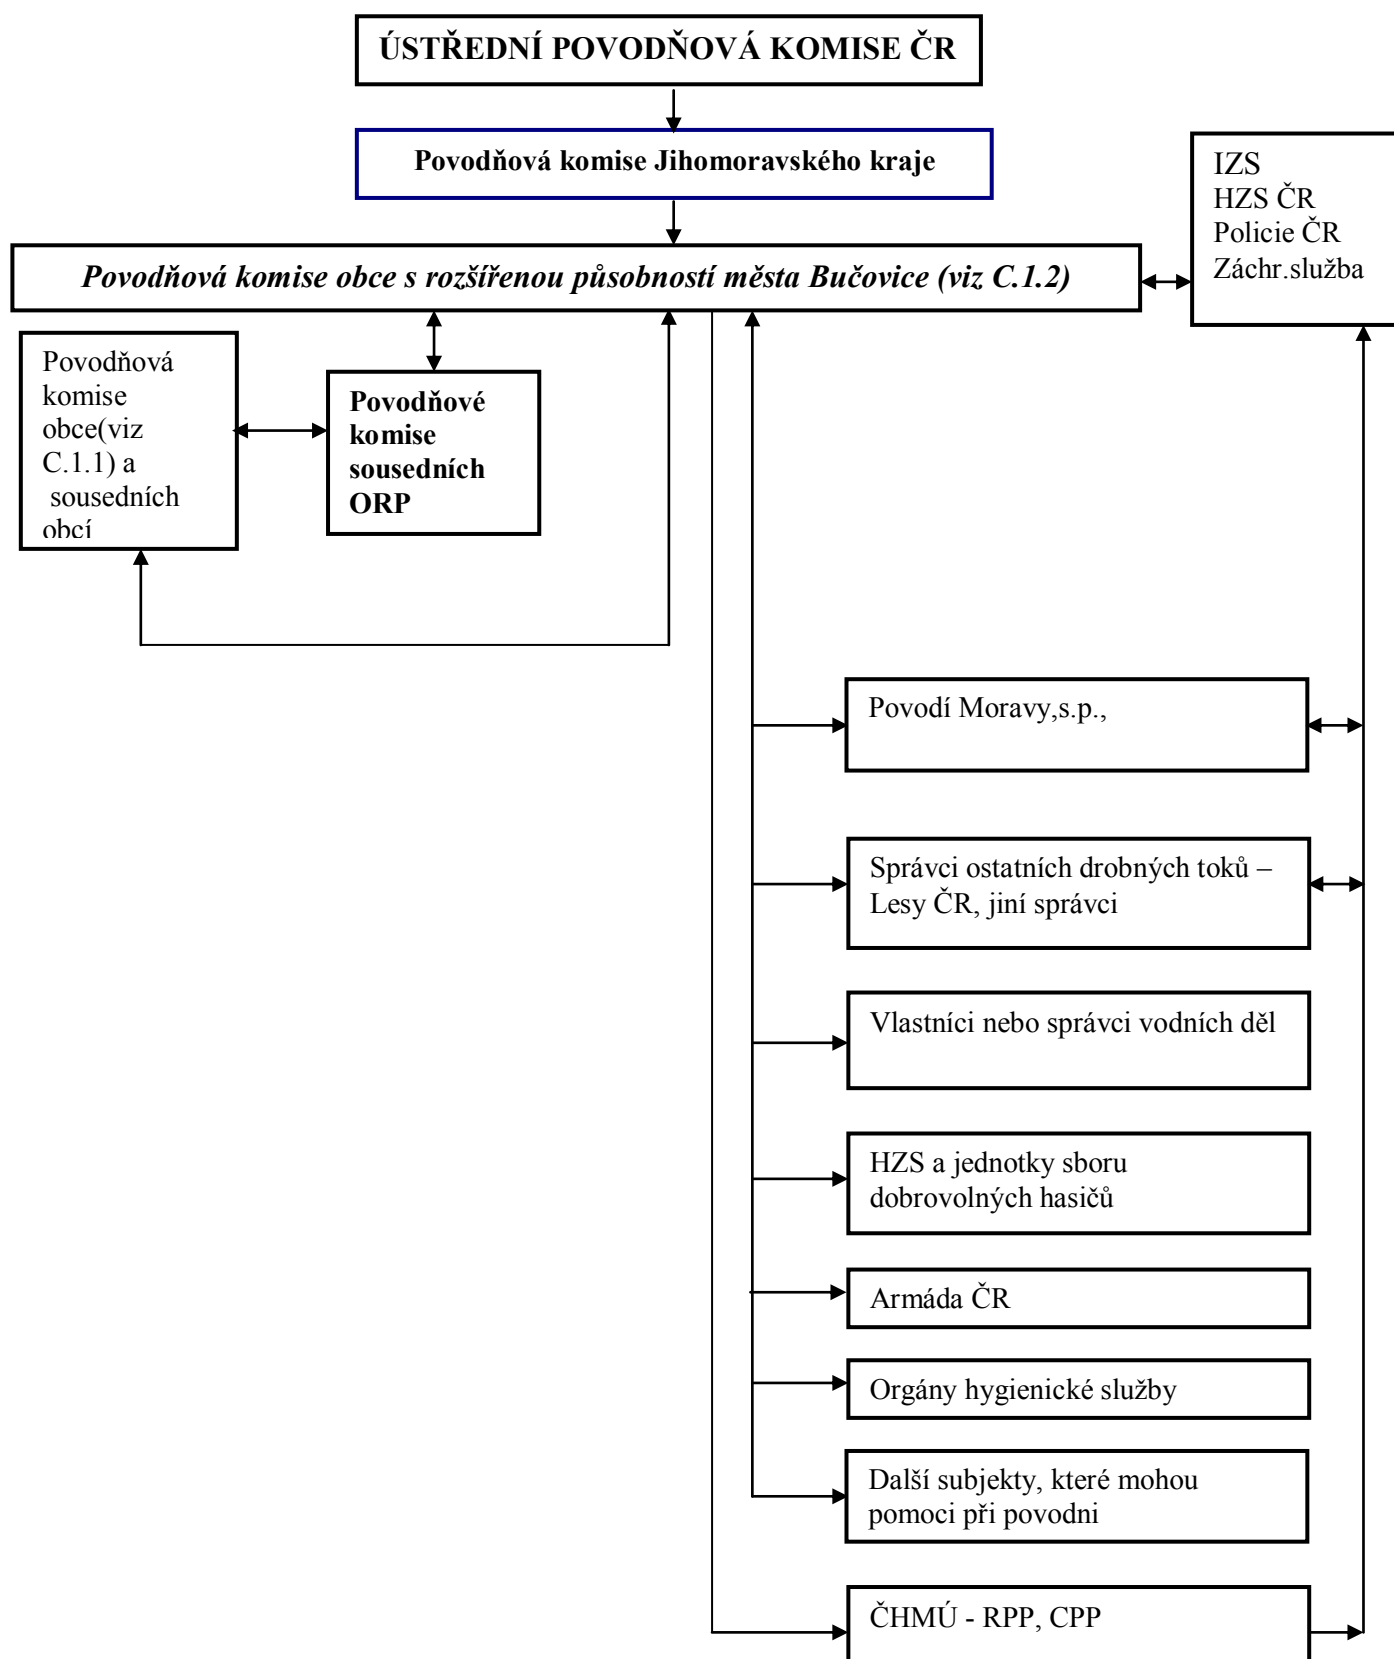 ÚSTŘEDNÍ POVODŇOVÁ KOMISE ČR
Povodňová komise Jihomoravského kraje
IZS
HZS ČR
Policie ČR
Záchr.služba
Povodňová komise obce s rozšířenou působností města Bučovice (viz C.1.2)
Povodňová
komise
obce(viz
C.1.1) a
sousedních
obcí
Povodňové
komise
sousedních
ORP
Povodí Moravy,s.p.,
Správci ostatních drobných toků –
Lesy ČR, jiní správci
Vlastníci nebo správci vodních děl
HZS a jednotky sboru
dobrovolných hasičů
Armáda ČR
Orgány hygienické služby
Další subjekty, které mohou
pomoci při povodni
ČHMÚ - RPP, CPP